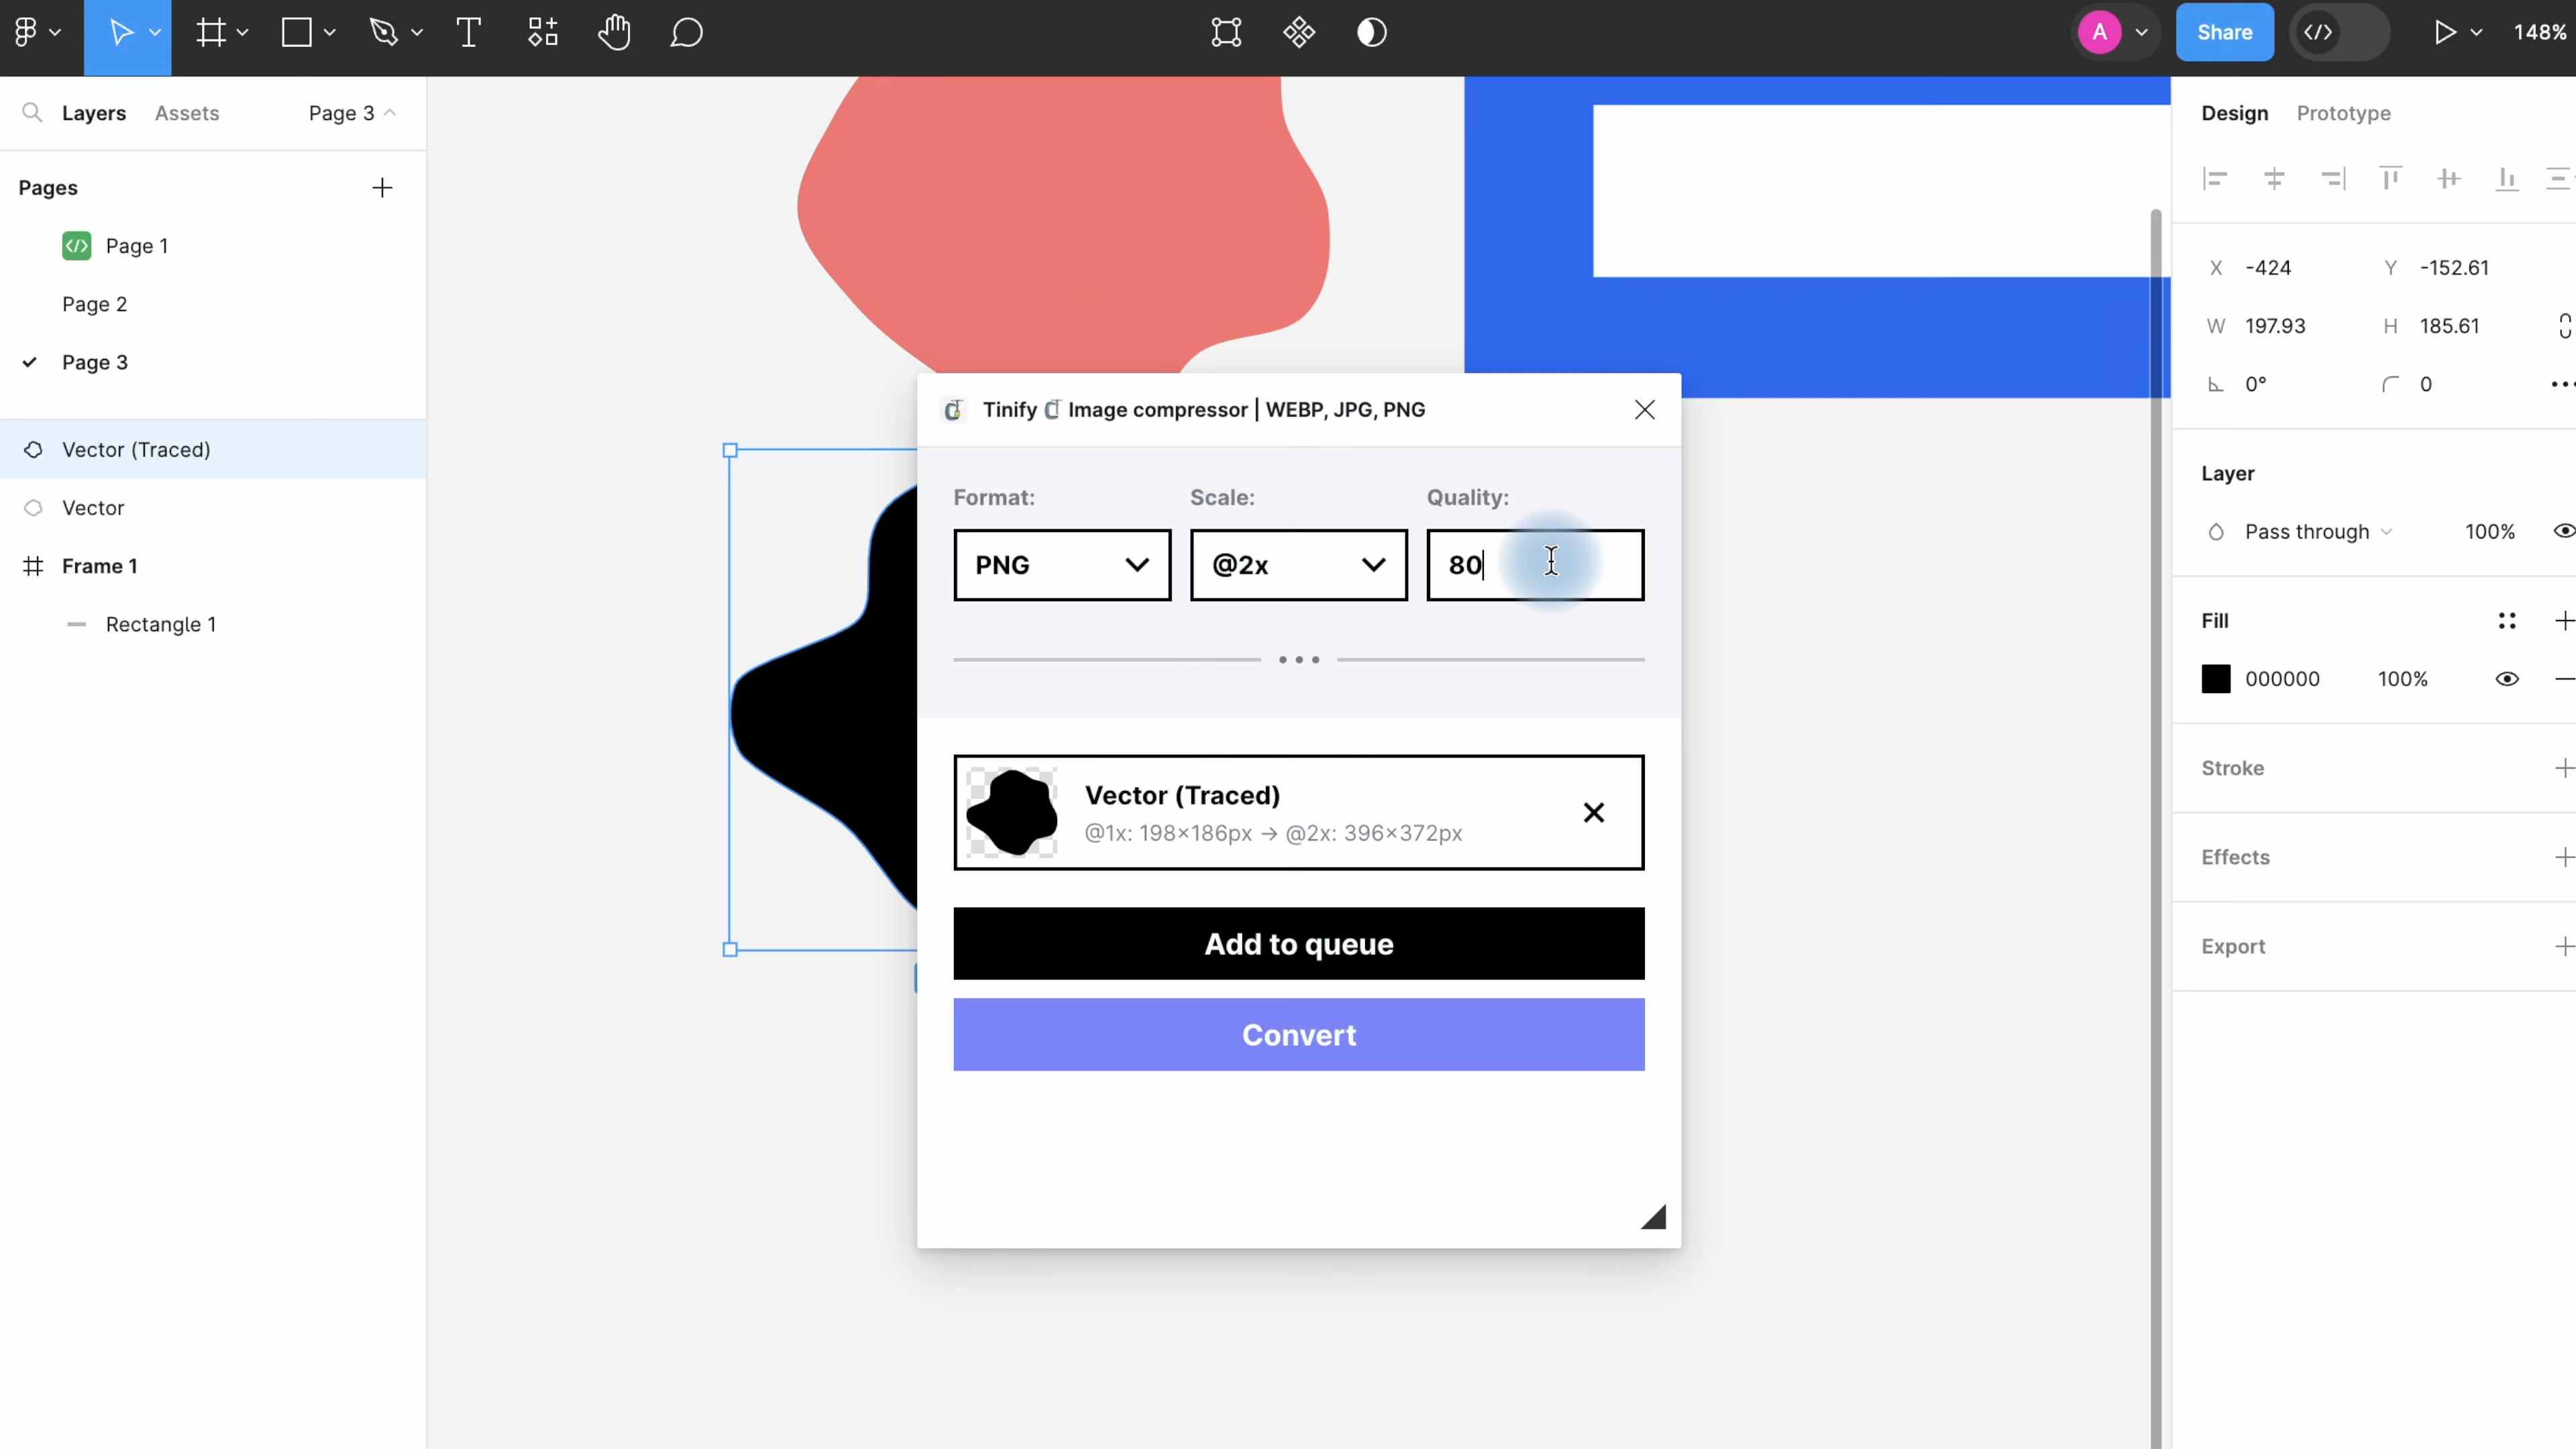 A
Share
148%
Layers
Assets
Page 3
Pages
Page 1
Page 2
Page 3
Vector (Traced)
Vector
Frame 1
Rectangle 1
Tinify Image compressor | WEBP, JPG, PNG
Format:
Scale:
Quality:
PNG
@2x
80
Vector (Traced)
@1x: 198×186px → @2x: 396×372px
Add to queue
Convert
Design
Prototype
X -424
Y -152.61
W 197.93
H 185.61
0°
0
Layer
Pass through
100%
Fill
000000
100%
Stroke
Effects
Export